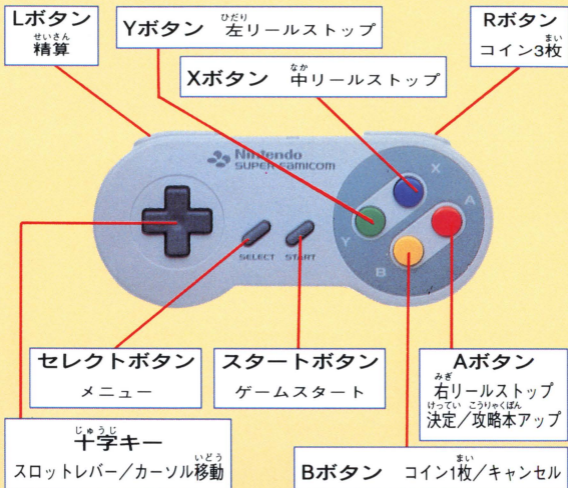 Lボタン
せいさん
精算
Yボタン
ひだり
左リールストップ
Xボタン
なか
中リールストップ
Rボタン
まい
コイン3枚
Nintendo
SUPER FAMICOM
X
A
Y
B
SELECT START
セレクトボタン
メニュー
スタートボタン
ゲームスタート
Aボタン
みぎ
右リールストップ
けってい こうりゃくぼん
決定/攻略本アップ
じゅうじ
十字キー
いどう
スロットレバー/カーソル移動
Bボタン
まい
コイン1枚/キャンセル